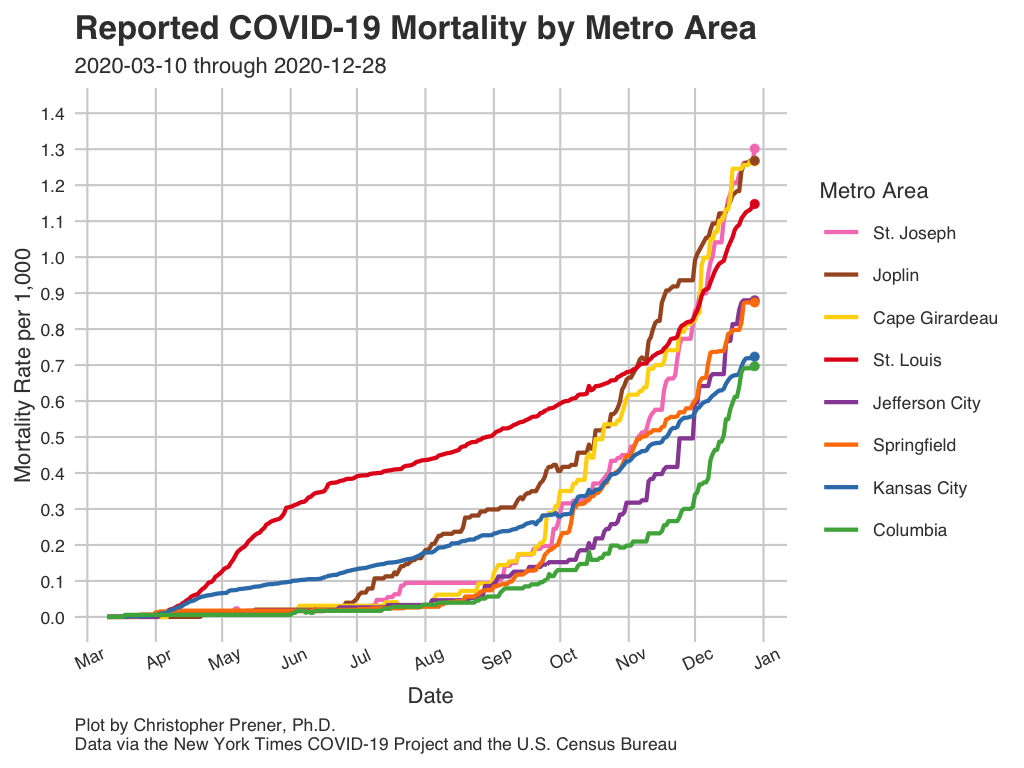 Reported COVID-19 Mortality by Metro Area
2020-03-10 through 2020-12-28
Mortality Rate per 1,000
1.4
1.3
1.2
1.1
1.0
0.9
0.8
0.7
0.6
0.5
0.4
0.3
0.2
0.1
0.0
Mar Apr May Jun Jul Aug Sep Oct Nov Dec Jan
Date
Metro Area
St. Joseph
Joplin
Cape Girardeau
St. Louis
Jefferson City
Springfield
Kansas City
Columbia
Plot by Christopher Prener, Ph.D.
Data via the New York Times COVID-19 Project and the U.S. Census Bureau